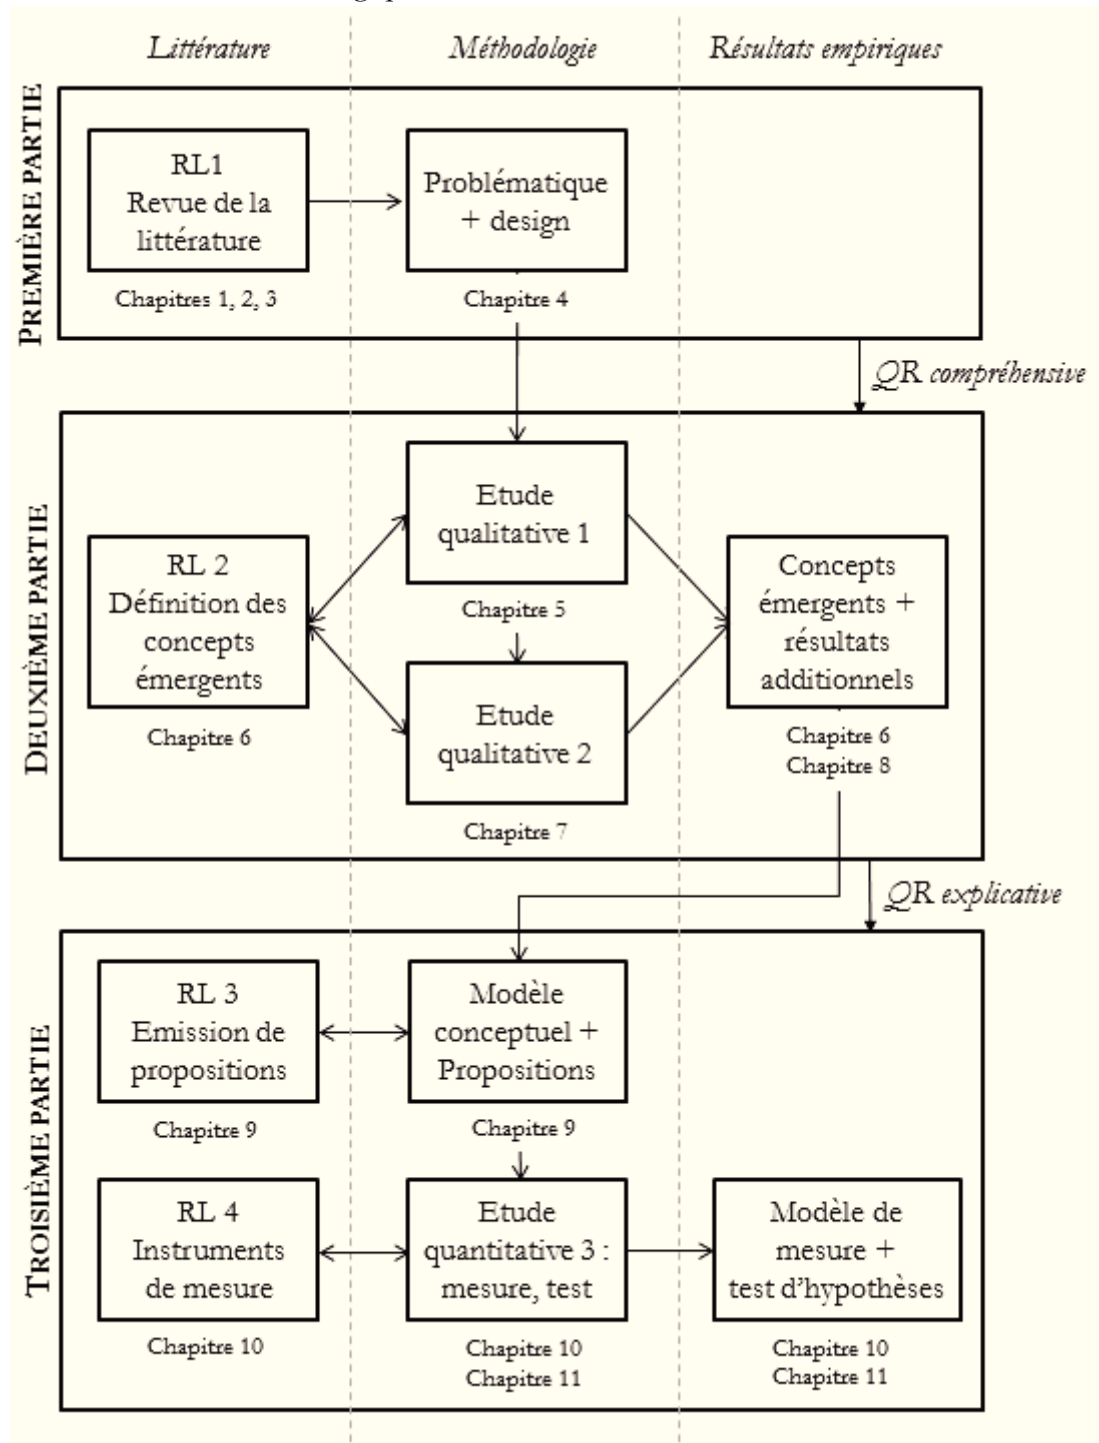 Littérature
Méthodologie
Résultats empiriques
PREMIÈRE PARTIE
RL1
Revue de la
littérature
Chapitres 1, 2, 3
Problématique
+ design
Chapitre 4
QR compréhensive
DEUXIÈME PARTIE
RL 2
Définition des
concepts
émergents
Chapitre 6
Etude
qualitative 1
Chapitre 5
Etude
qualitative 2
Chapitre 7
Concepts
émergents +
résultats
additionnels
Chapitre 6
Chapitre 8
QR explicative
TROISIÈME PARTIE
RL 3
Emission de
propositions
Chapitre 9
Modèle
conceptuel +
Propositions
Chapitre 9
RL 4
Instruments
de mesure
Chapitre 10
Etude
quantitative 3 :
mesure, test
Chapitre 10
Chapitre 11
Modèle de
mesure +
test d'hypothèses
Chapitre 10
Chapitre 11